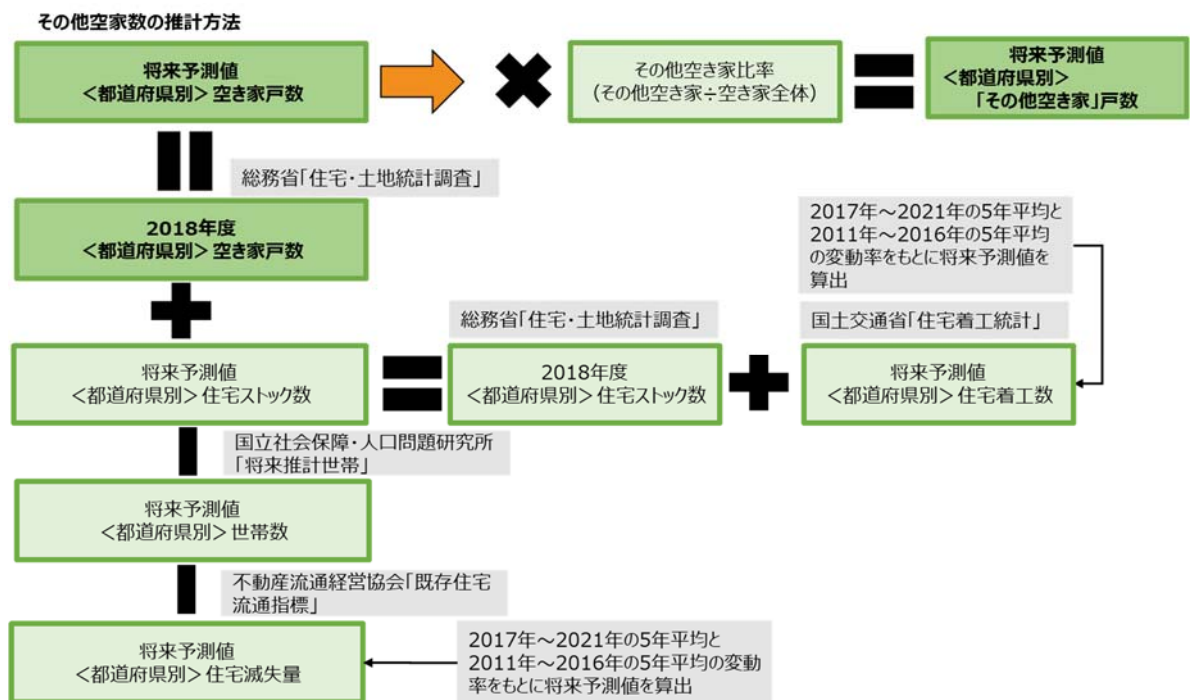 その他空家数の推計方法
将来予測値
＜都道府県別＞空き家戸数
その他空き家比率
（その他空き家÷空き家全体）
将来予測値
＜都道府県別＞
「その他空き家」戸数
総務省「住宅・土地統計調査」
2018年度
＜都道府県別＞空き家戸数
2017年～2021年の5年平均と
2011年～2016年の5年平均
の変動率をもとに将来予測値を
算出
総務省「住宅・土地統計調査」
国土交通省「住宅着工統計」
将来予測値
＜都道府県別＞住宅ストック数
2018年度
＜都道府県別＞住宅ストック数
将来予測値
＜都道府県別＞住宅着工数
国立社会保障・人口問題研究所
「将来推計世帯」
将来予測値
＜都道府県別＞世帯数
不動産流通経営協会「既存住宅
流通指標」
将来予測値
＜都道府県別＞住宅滅失量
2017年～2021年の5年平均と
2011年～2016年の5年平均の変動
率をもとに将来予測値を算出